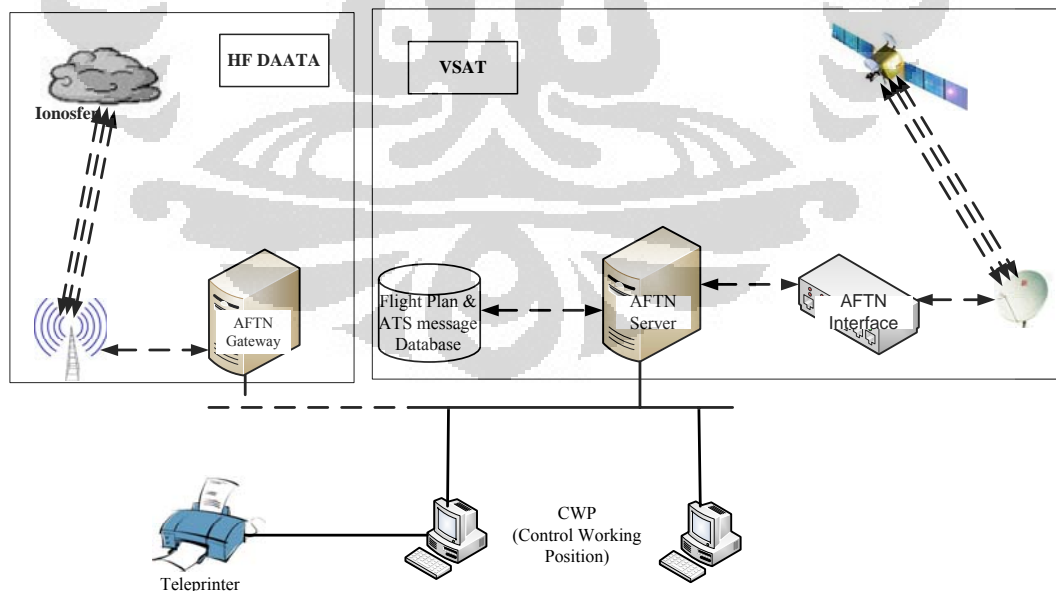 HF DAATA
VSAT
Ionosfer
AFTN
Gateway
Flight Plan &
ATS message
Database
AFTN
Server
AFTN
Interface
CWP
(Control Working
Position)
Teleprinter